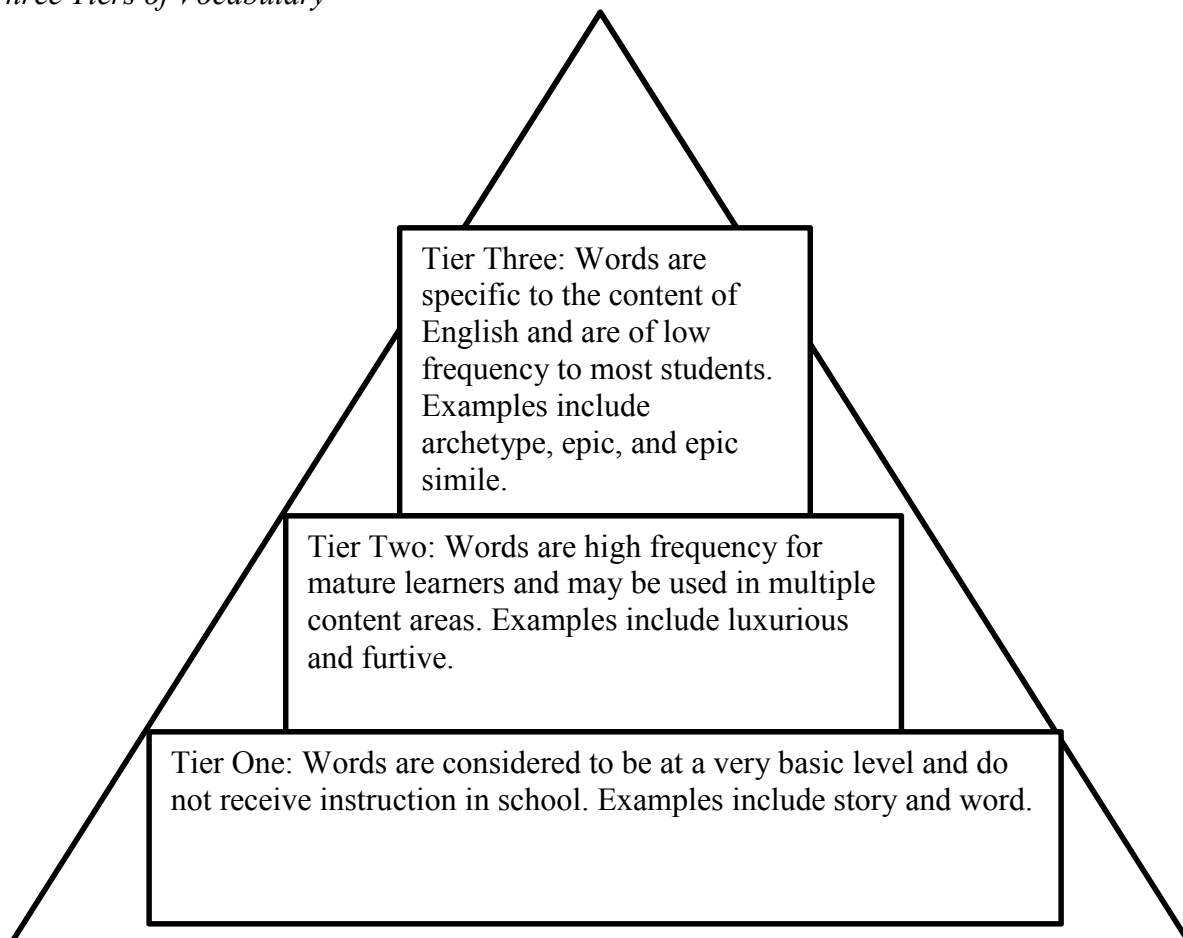 Tiers of Vocabulary
Tier Three: Words are
specific to the content of
English and are of low
frequency to most students.
Examples include
archetype, epic, and epic
simile.
Tier Two: Words are high frequency for
mature learners and may be used in multiple
content areas. Examples include luxurious
and furtive.
Tier One: Words are considered to be at a very basic level and do
not receive instruction in school. Examples include story and word.